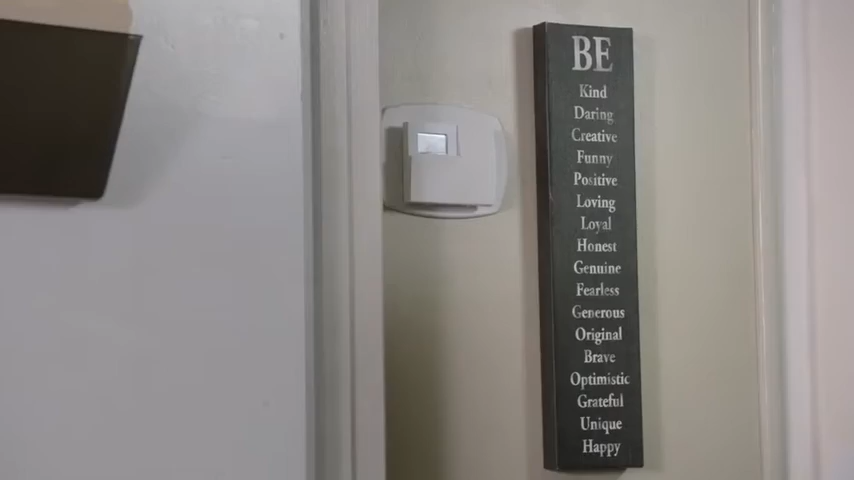 BE
Kind
Daring
Creative
Funny
Positive
Loving
Loyal
Honest
Genuine
Fearless
Generous
Original
Brave
Optimistic
Grateful
Unique
Happy